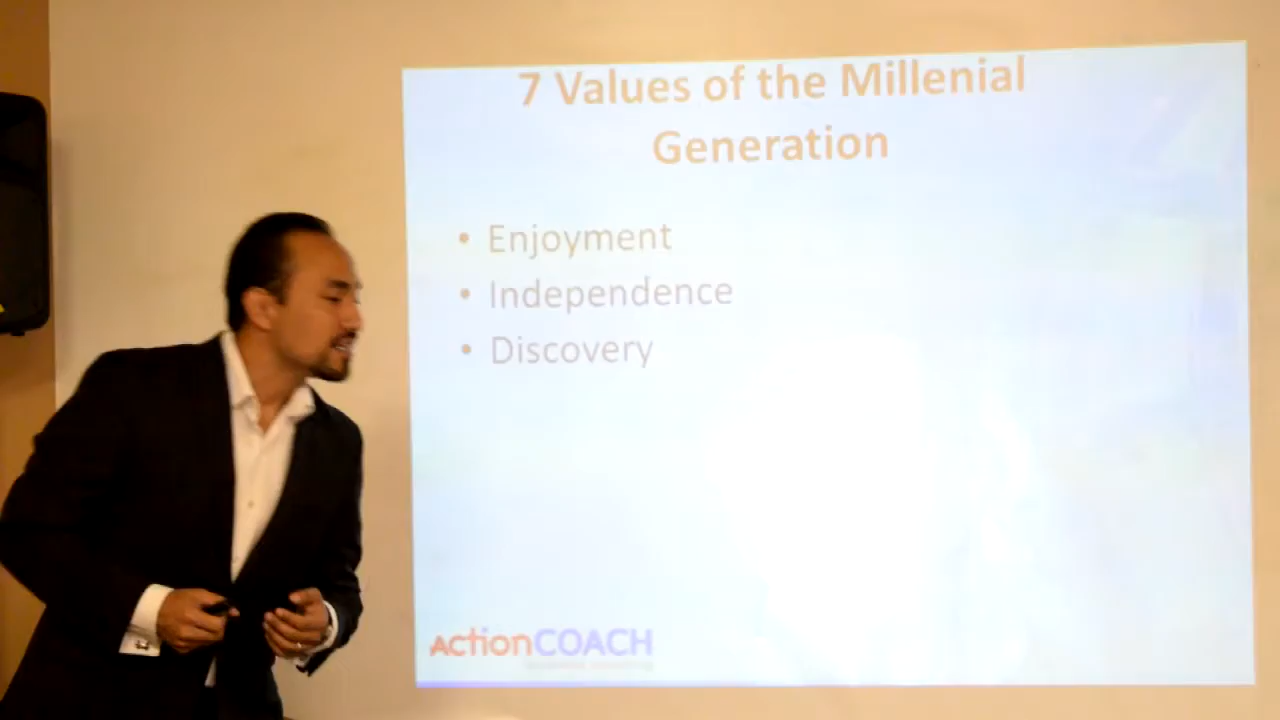 7 Values of the Millenial
Generation
• Enjoyment
• Independence
• Discovery
ActionCOACH